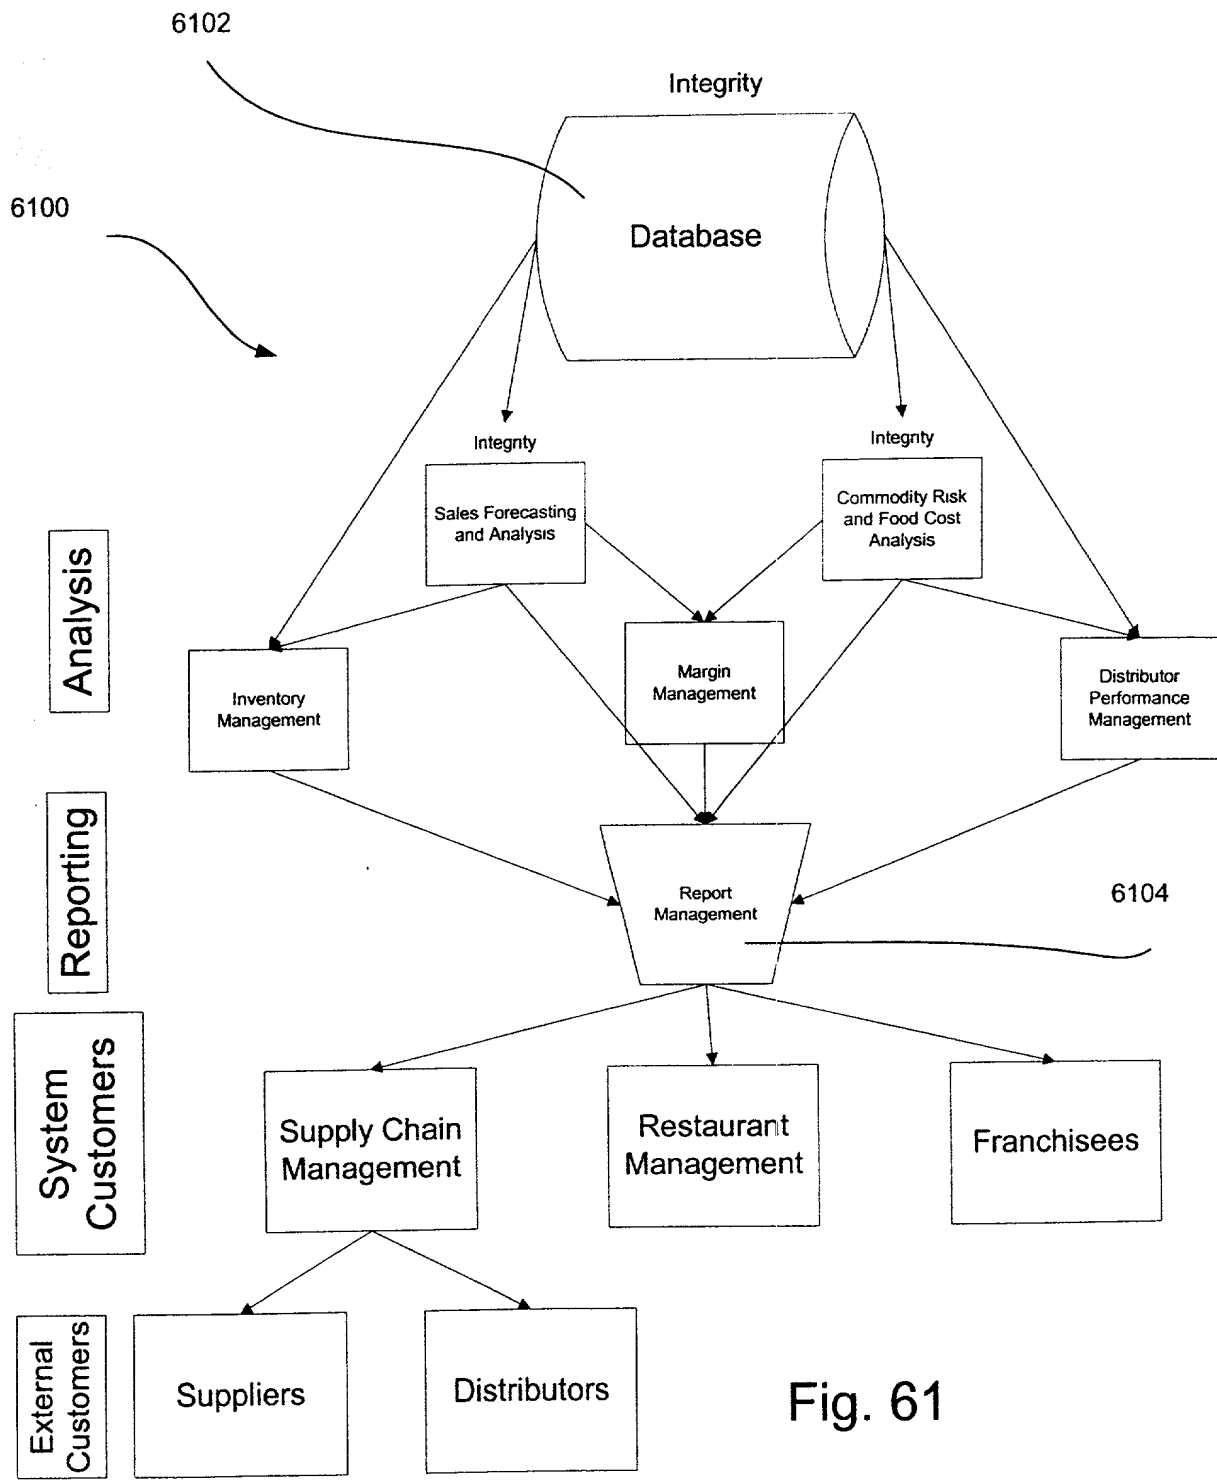 6102
Integrity
6100
Database
Integrity
Integrity
Sales Forecasting
and Analysis
Commodity Risk
and Food Cost
Analysis
Analysis
Inventory
Management
Margin
Management
Distributor
Performance
Management
Reporting
Report
Management
6104
System
Customers
Supply Chain
Management
Restaurant
Management
Franchisees
External
Customers
Suppliers
Distributors
Fig. 61